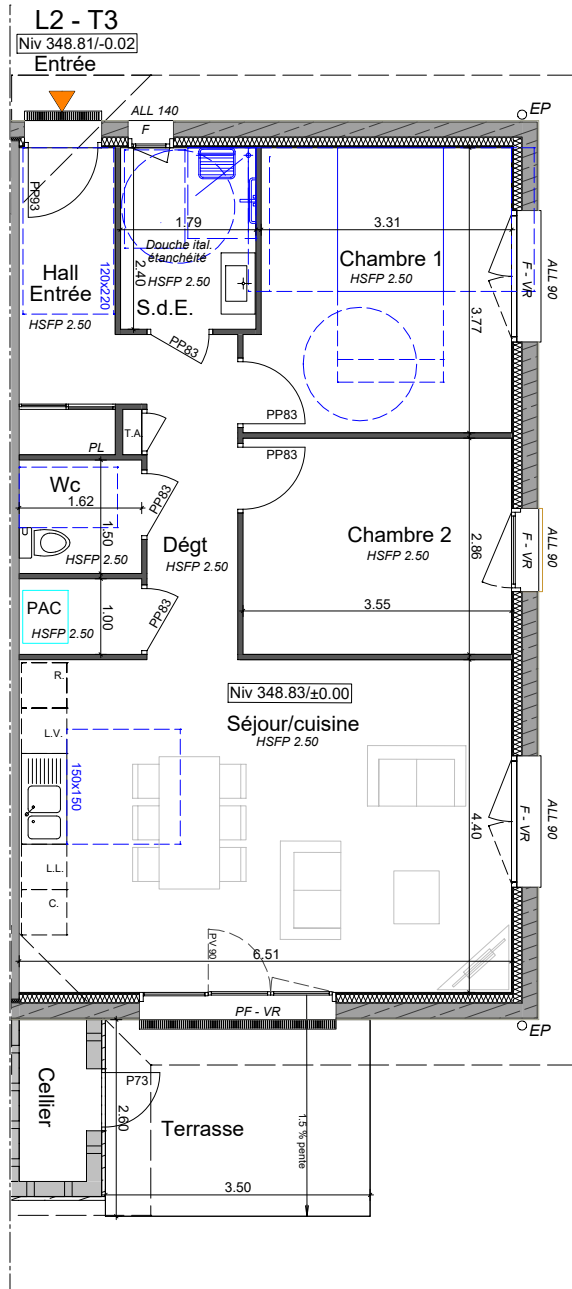 L2 - T3
Niv 348.81/-0.02
Entrée
ALL 140
F
EP
PP93
1.79
3.31
Douche ital.
étanchéité
2.40
HSFP 2.50
S.d.E.
Chambre 1
HSFP 2.50
3.77
F - VR
ALL 90
Hall
Entrée
120x220
HSFP 2.50
PP83
PP83
T.A.
PL
PP83
Wc
1.62
1.50
HSFP 2.50
PP83
Dégt
HSFP 2.50
Chambre 2
HSFP 2.50
2.86
3.55
F - VR
ALL 90
PAC
1.00
HSFP 2.50
PP83
R.
Niv 348.83/±0.00
L.V.
Séjour/cuisine
HSFP 2.50
150x150
4.40
F - VR
ALL 90
L.L.
C.
PV 90
6.51
PF - VR
EP
Cellier
P73
2.60
Terrasse
1.5 % pente
3.50